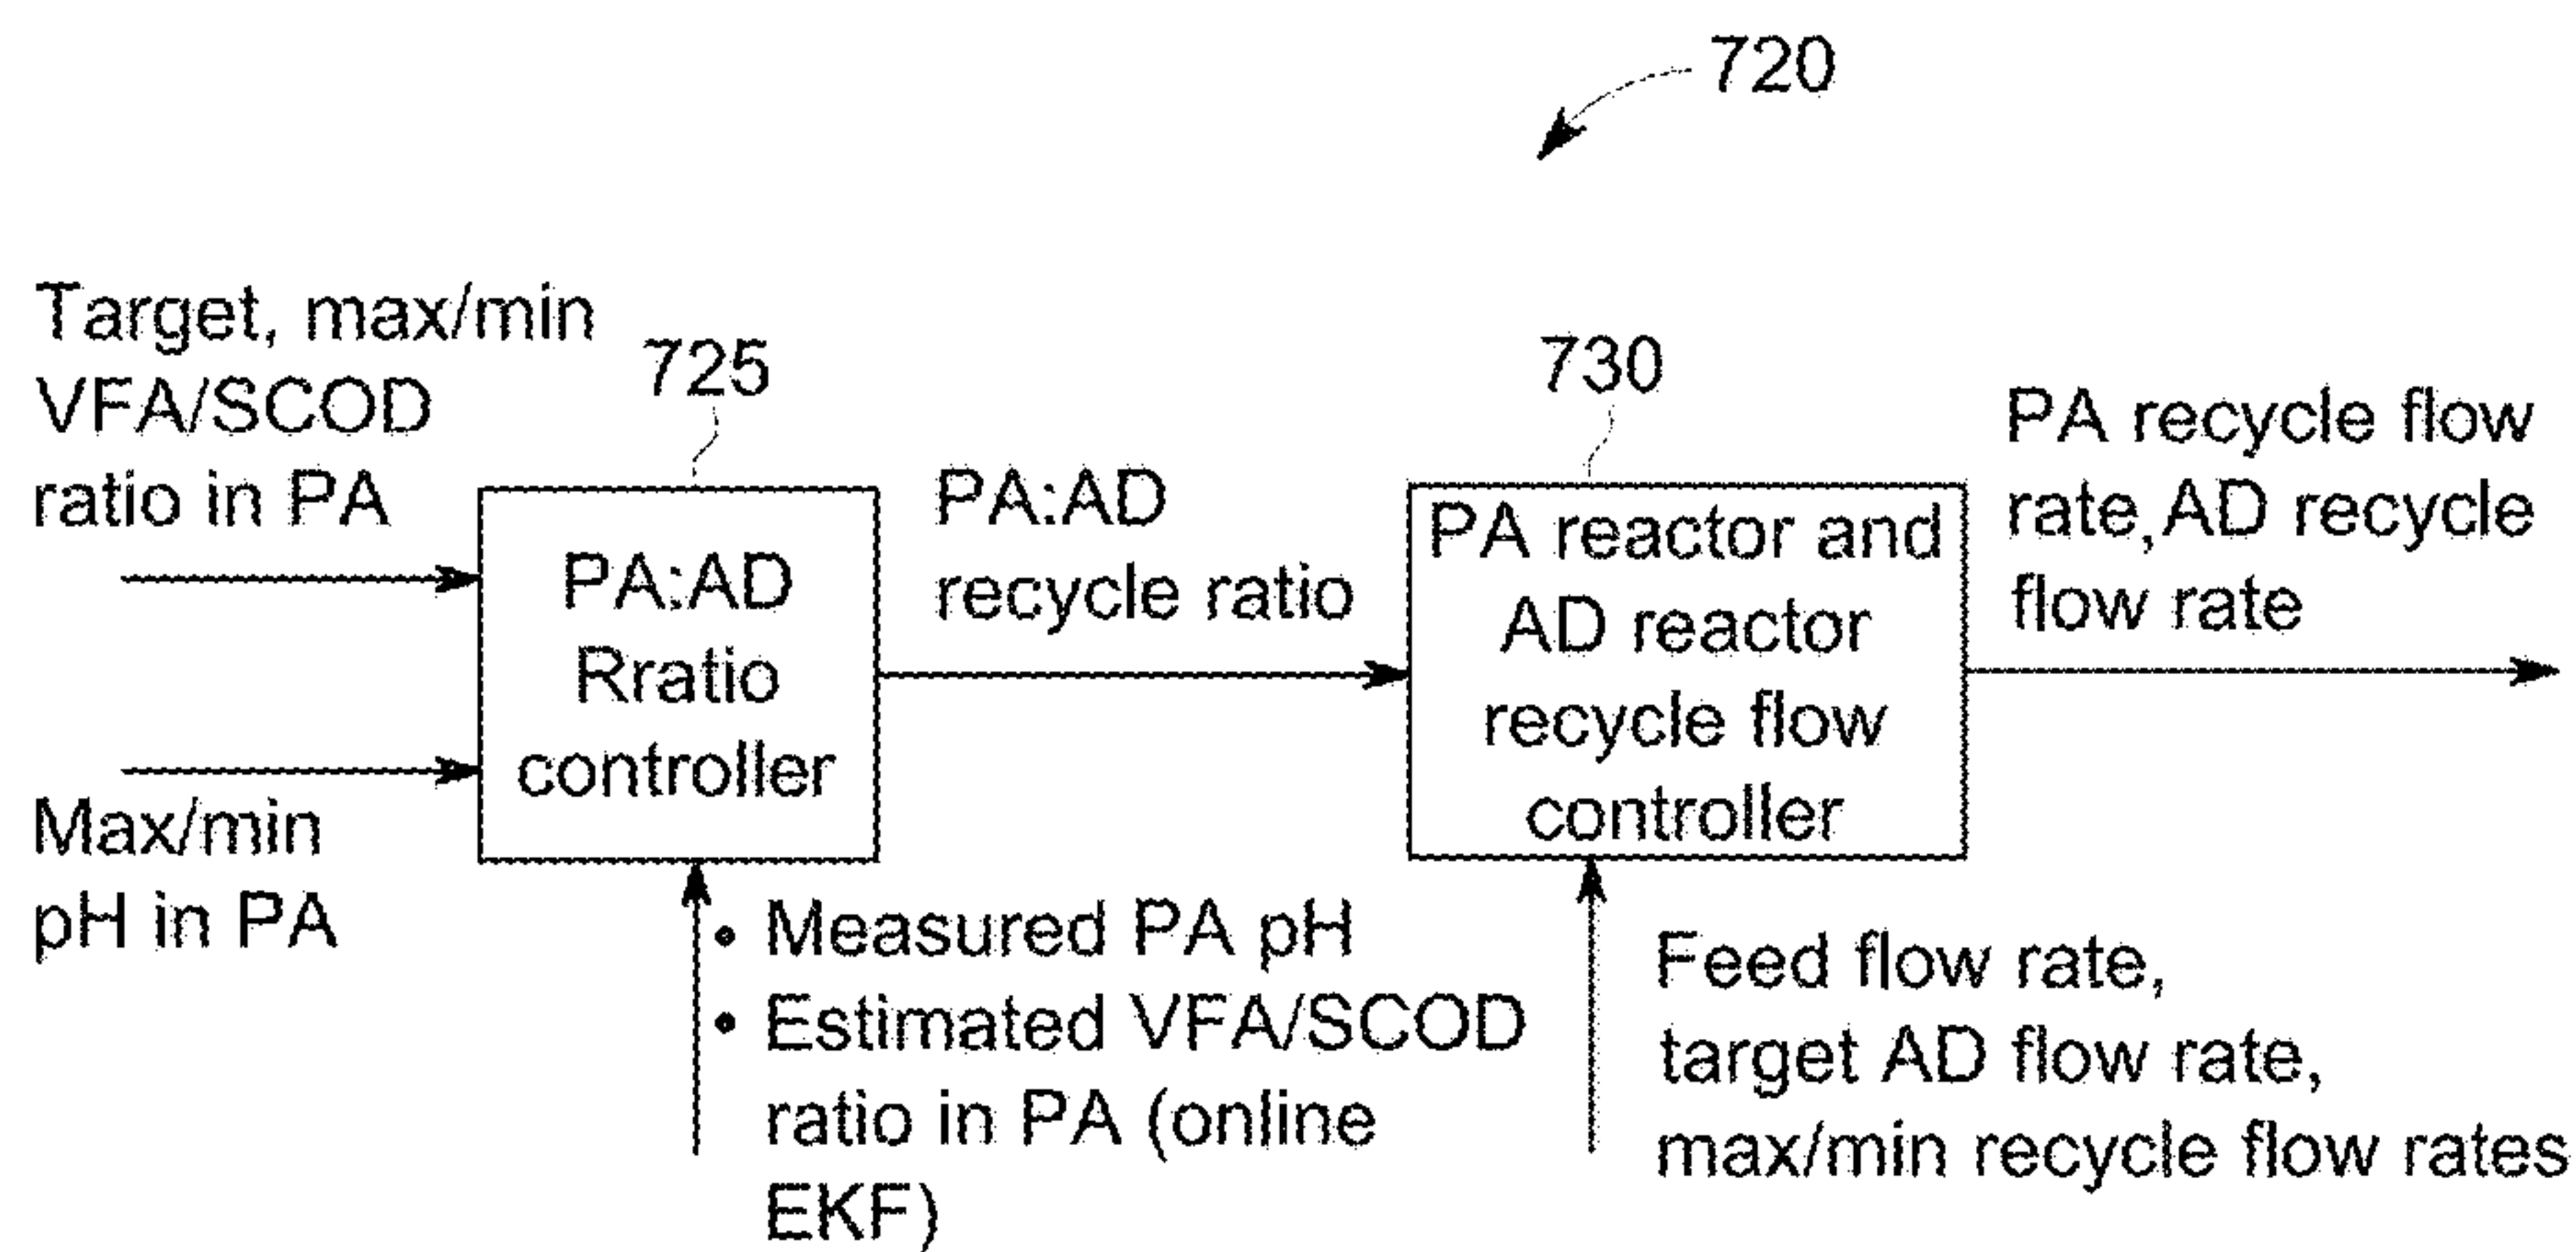 720
Target, max/min
VFA/SCOD
ratio in PA
725
730
PA:AD
Rratio
controller
PA:AD
recycle ratio
PA reactor and
AD reactor
recycle flow
controller
PA recycle flow
rate, AD recycle
flow rate
Max/min
pH in PA
• Measured PA pH
• Estimated VFA/SCOD
ratio in PA (online
EKF)
Feed flow rate,
target AD flow rate,
max/min recycle flow rates